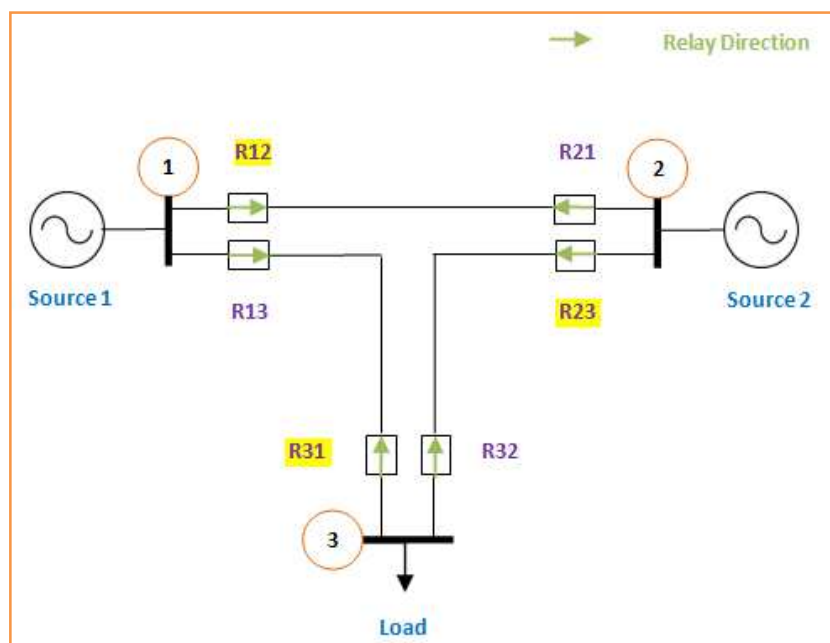 Relay Direction
1
R12
R21
2
Source 1
R13
R23
Source 2
R31
R32
3
Load